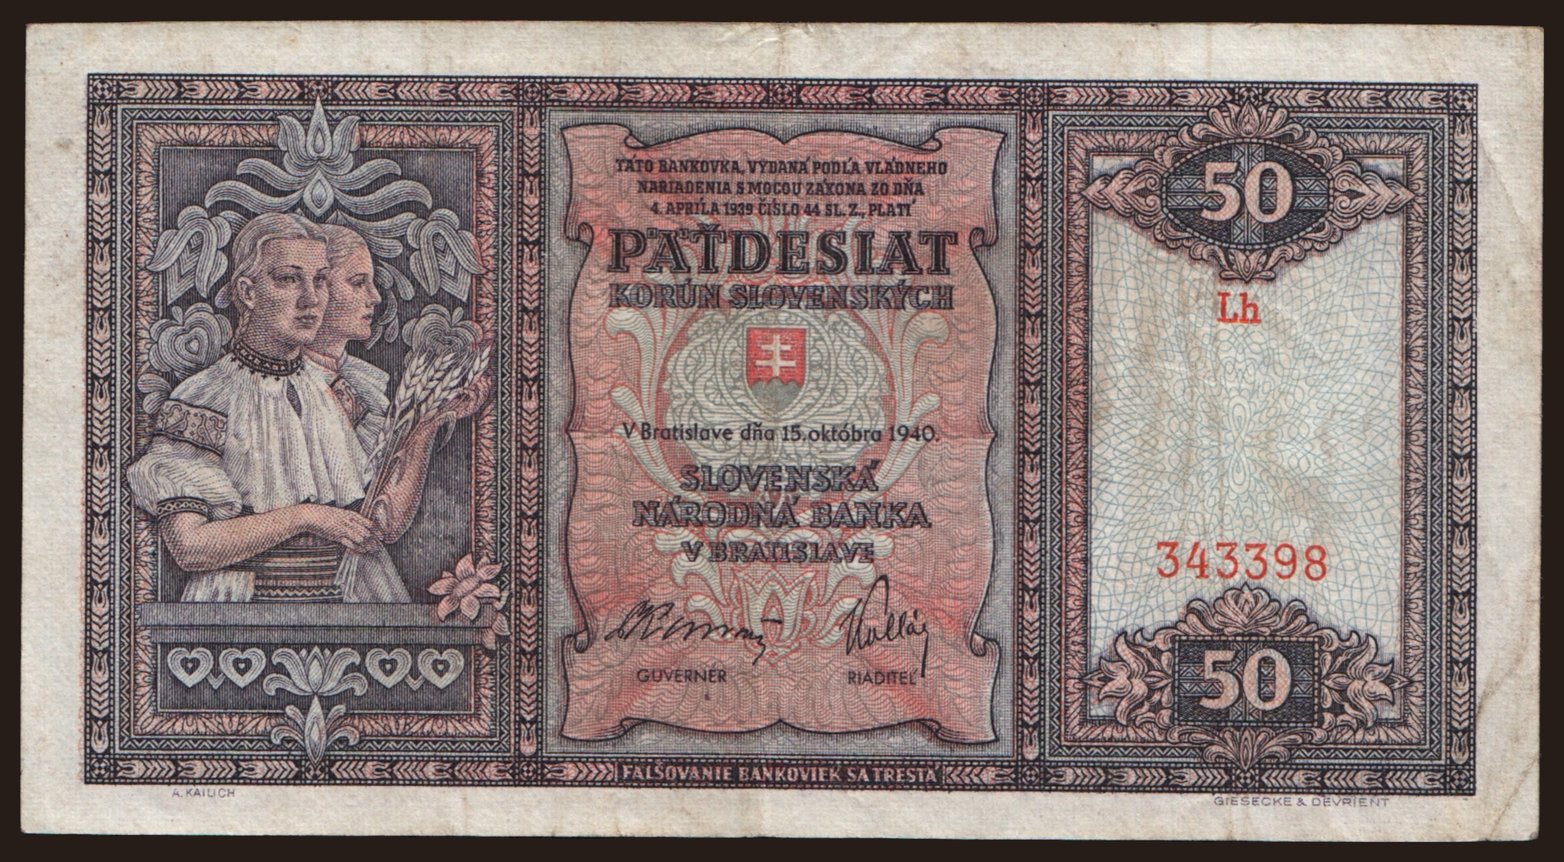 TÁTO BANKOVKA, VYDANÁ PODĽA VLÁDNEHO
NARIADENIA S MOCOU ZÁKONA ZO DŇA
4. APRÍLA 1939 ČÍSLO 44 SL. Z., PLATÍ
PÄŤDESIAT
KORÚN SLOVENSKÝCH
V Bratislave dňa 15. októbra 1940.
SLOVENSKÁ
NÁRODNÁ BANKA
V BRATISLAVE
GUVERNÉR
RIADITEĽ
FALŠOVANIE BANKOVIEK SA TRESTÁ
50
Lh
343398
50
A. KAILICH
GIESECKE & DEVRIENT